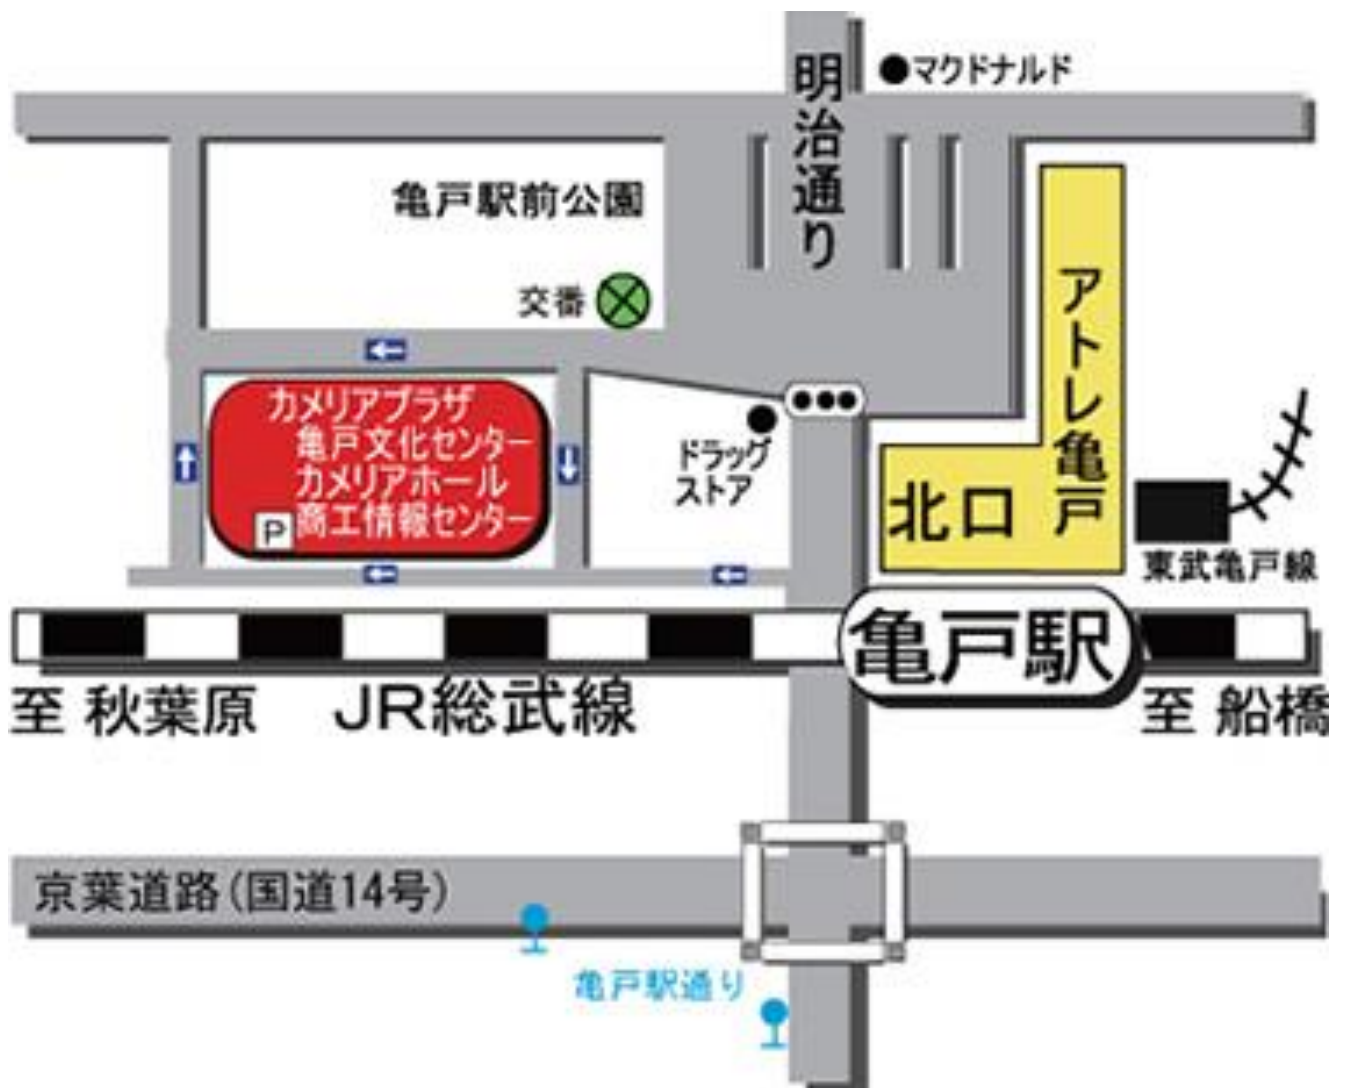 マクドナルド
明治通り
亀戸駅前公園
交番
アトレ亀戸
カメリアプラザ
亀戸文化センター
カメリアホール
P 商工情報センター
ドラッグ
ストア
北口
東武亀戸線
亀戸駅
至 秋葉原
JR総武線
至 船橋
京葉道路(国道14号)
亀戸駅通り